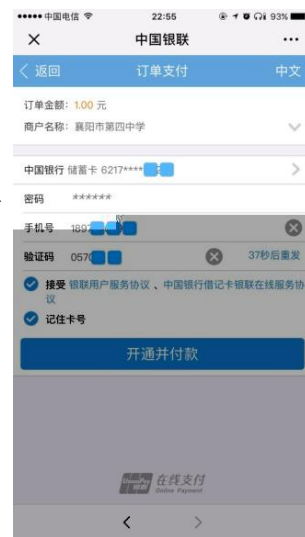 中国电信 22:55 93%
中国银联
返回 订单支付 中文
订单金额: 1.00 元
商户名称: 襄阳市第四中学
中国银行 储蓄卡 6217****
密码 ******
手机号 189
验证码 0570 37秒后重发
接受 银联用户服务协议 、中国银行借记卡银联在线服务协
议
记住卡号
开通并付款
UnionPay 银联 在线支付
Online Payment